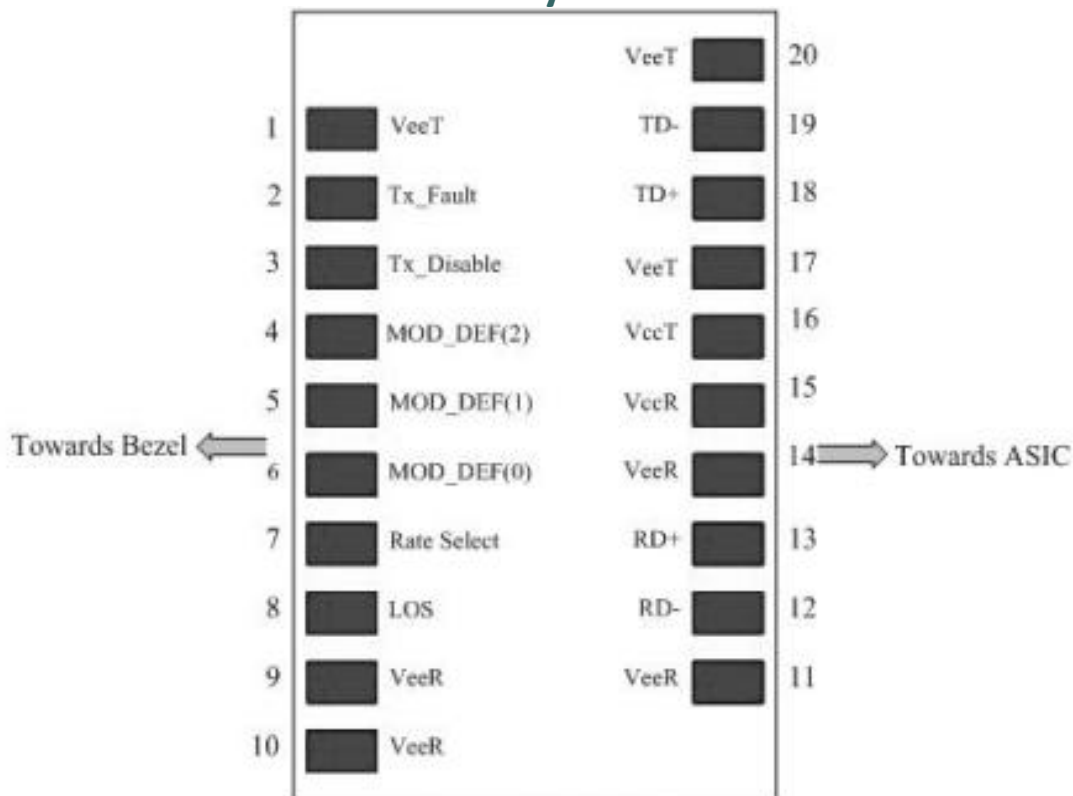 VeeT 20
1 VeeT TD- 19
2 Tx_Fault TD+ 18
3 Tx_Disable VeeT 17
4 MOD_DEF(2) VccT 16
5 MOD_DEF(1) VccR 15
Towards Bezel 6 MOD_DEF(0) VeeR 14 Towards ASIC
7 Rate Select RD+ 13
8 LOS RD- 12
9 VeeR VeeR 11
10 VeeR